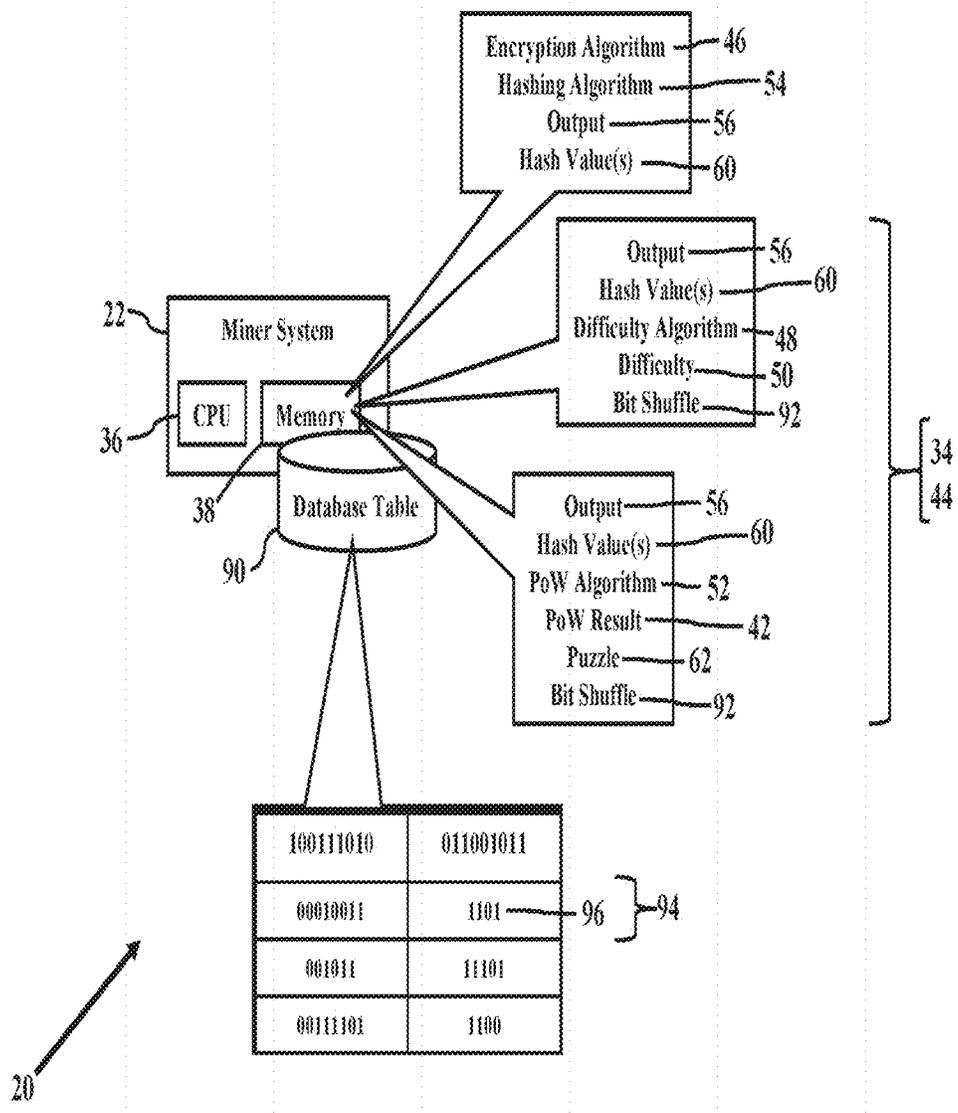 Encryption Algorithm 46
Hashing Algorithm 54
Output 56
Hash Value(s) 60
Output 56
Hash Value(s) 60
Difficulty Algorithm 48
Difficulty 50
Bit Shuffle 92
22
Miner System
CPU
Memory
36
38
Database Table
90
34
44
Output 56
Hash Value(s) 60
PoW Algorithm 52
PoW Result 42
Puzzle 62
Bit Shuffle 92
100111010 011001011
00010011 1101 96 94
001011 11101
00111101 1100
20